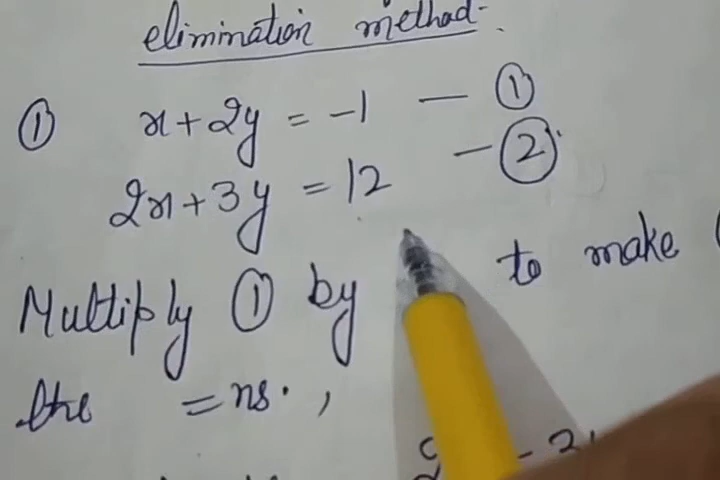 elimination method-
① x+2y = -1 — ①
2x+3y = 12 — ②
Multiply ① by to make
the =ns. ,